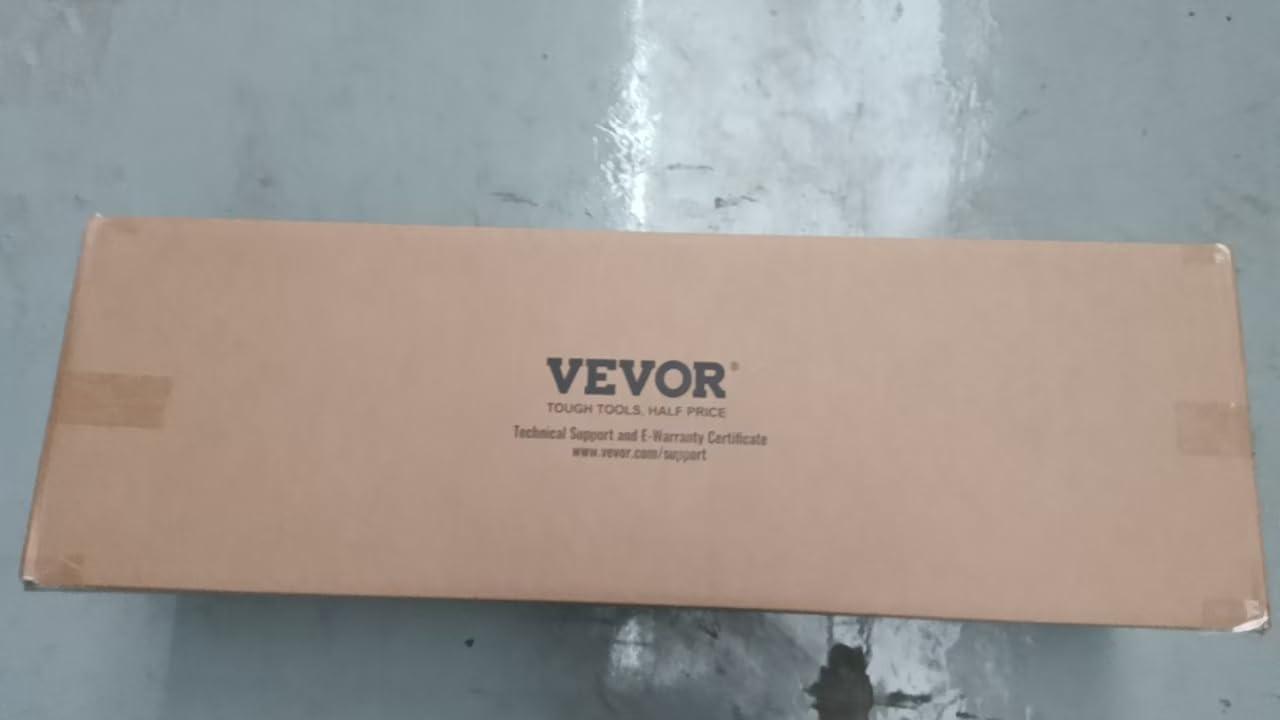 VEVOR®
TOUGH TOOLS, HALF PRICE
Technical Support and E-Warranty Certificate
www.vevor.com/support